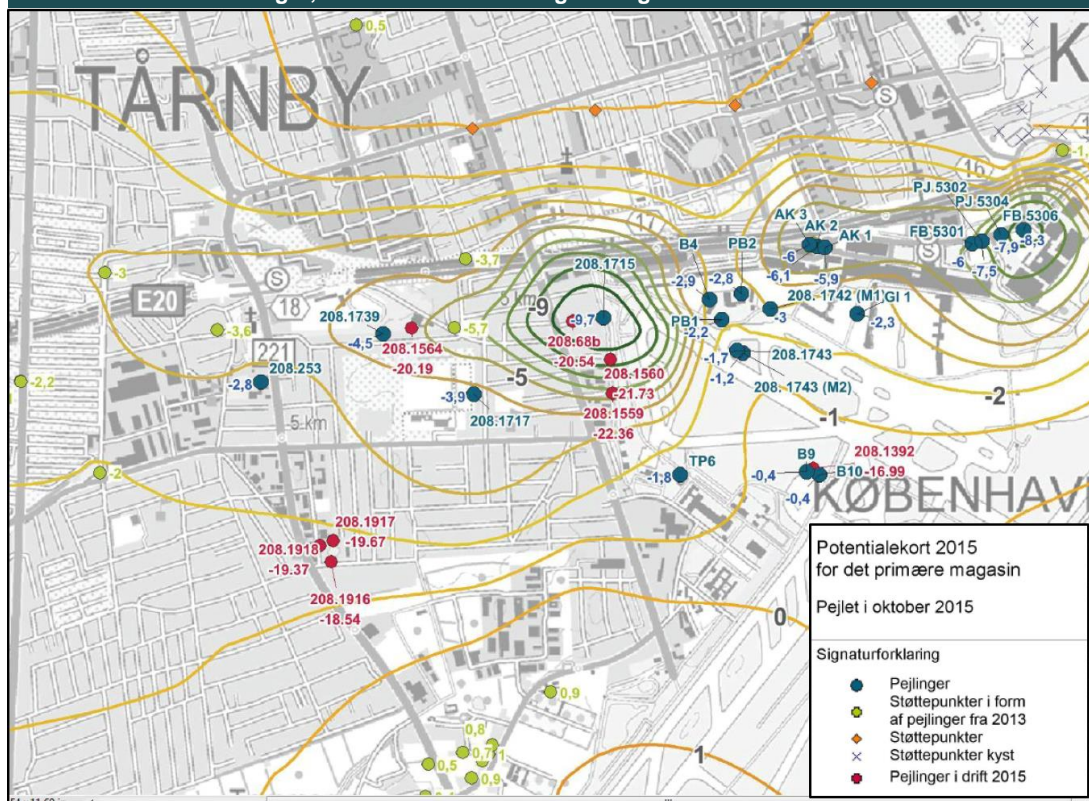 0,5
TÅRNBY
K
S
16
-1,
PJ 5302
PJ 5304
FB 5306
AK 3
AK 2
AK 1
FB 5301
-8,3
-7,9
-7,5
-6
-6
-6,1
-5,9
17
B4
PB2
-3
-3,7
S
208.1715
-2,9
-2,8
S
E20
18
5 km
-9
-9,7
208. 1742 (M1)
GI 1
-3
-2,3
208.1739
-3,6
-5,7
PB1
-2,2
-4,5
208.1564
-20.19
208.68b
-20.54
221
208.253
-2,8
-2,2
-1,7
208.1743
-1,2
208. 1743 (M2)
-5
208.1560
-21.73
-2
-3,9
208.1717
208.1559
-22.36
-1
5 km
-2
TP6
-1,8
B9
208.1392
-0,4
-16.99
B10
-0,4
KØBENHAV
208.1917
-19.67
208.1918
-19.37
208.1916
-18.54
0
0,9
0,8
0,7
1
0,5
0,9
1
Potentialekort 2015
for det primære magasin
Pejlet i oktober 2015
Signaturforklaring
Pejlinger
Støttepunkter i form
af pejlinger fra 2013
Støttepunkter
Støttepunkter kyst
Pejlinger i drift 2015